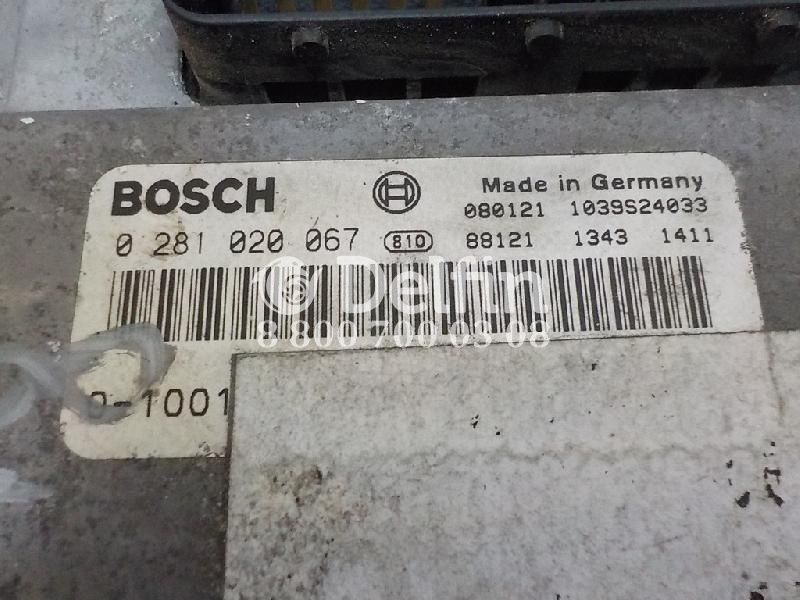 BOSCH
Made in Germany
080121 1039S24033
0 281 020 067 810 88121 1343 1411
© Delfin
8 800 700 03 08
0-1001